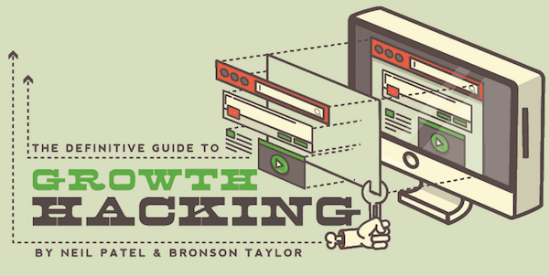 THE DEFINITIVE GUIDE TO
GROWTH
HACKING
BY NEIL PATEL & BRONSON TAYLOR